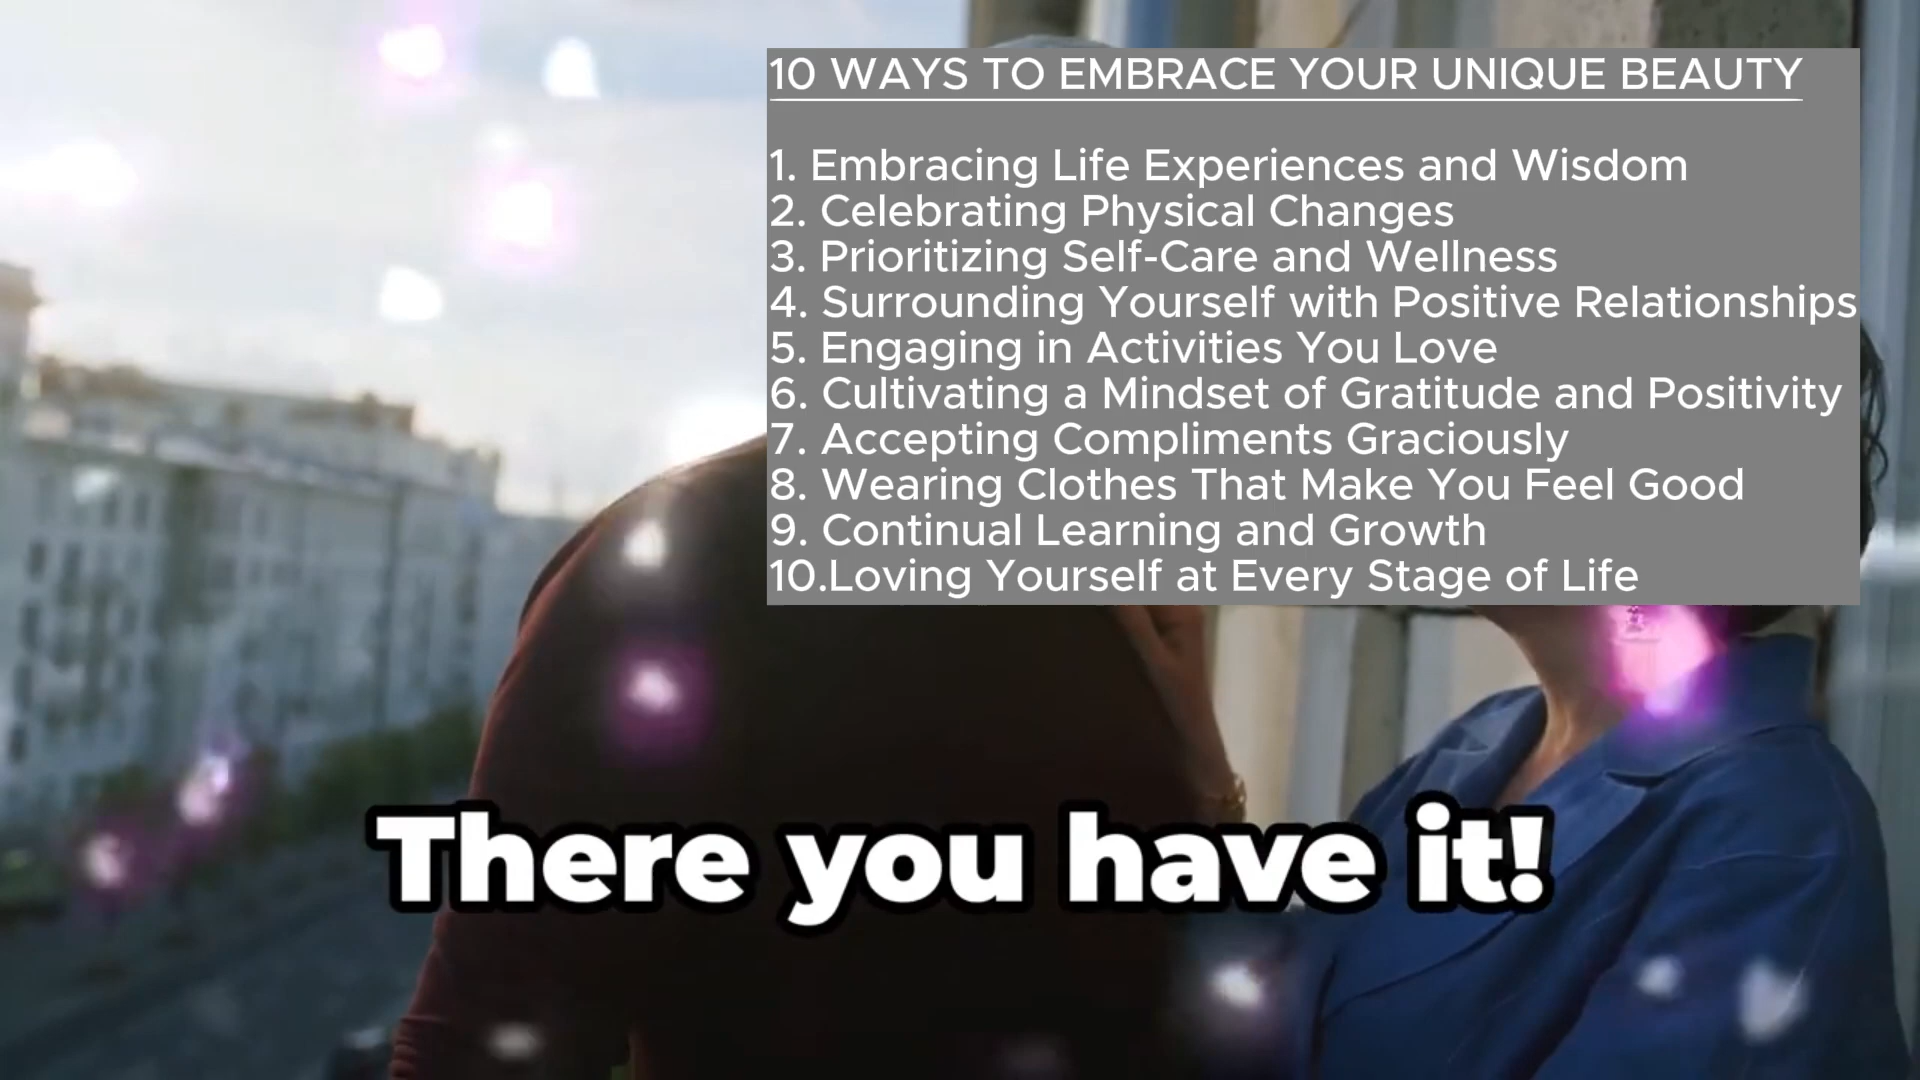 10 WAYS TO EMBRACE YOUR UNIQUE BEAUTY
1. Embracing Life Experiences and Wisdom
2. Celebrating Physical Changes
3. Prioritizing Self-Care and Wellness
4. Surrounding Yourself with Positive Relationships
5. Engaging in Activities You Love
6. Cultivating a Mindset of Gratitude and Positivity
7. Accepting Compliments Graciously
8. Wearing Clothes That Make You Feel Good
9. Continual Learning and Growth
10.Loving Yourself at Every Stage of Life
There you have it!